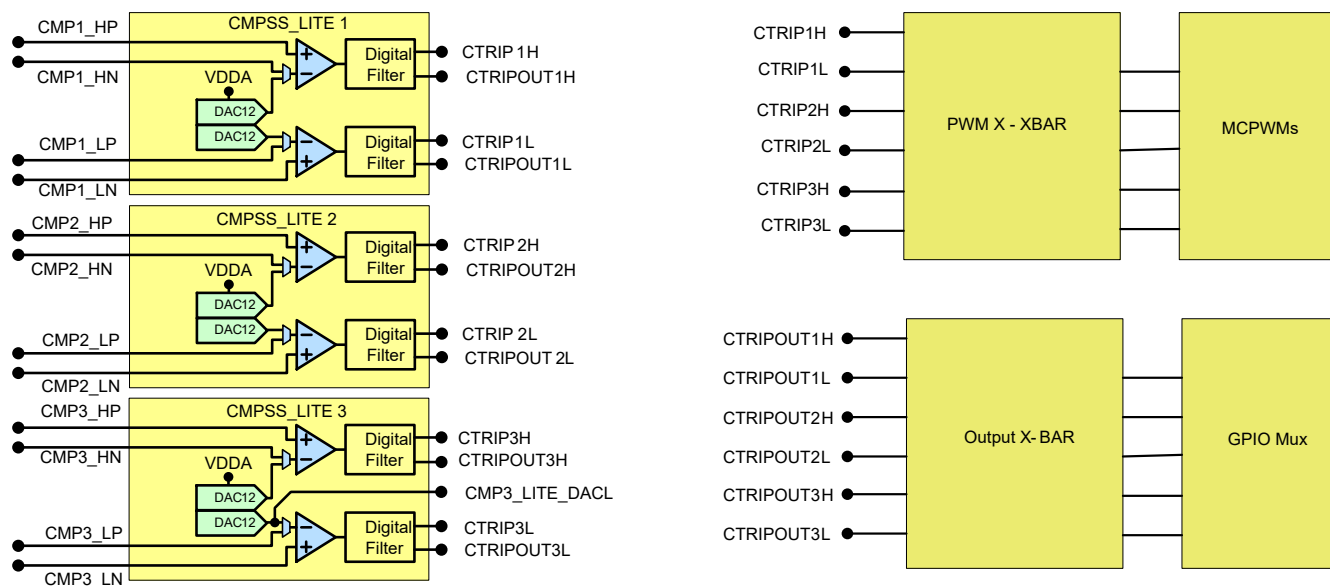 CMPSS_LITE 1
CMP1_HP
CMP1_HN
VDDA
DAC12
DAC12
CMP1_LP
CMP1_LN
Digital
Filter
CTRIP 1H
CTRIPOUT1H
Digital
Filter
CTRIP1L
CTRIPOUT1L
CMPSS_LITE 2
CMP2_HP
CMP2_HN
VDDA
DAC12
DAC12
CMP2_LP
CMP2_LN
Digital
Filter
CTRIP 2H
CTRIPOUT2H
Digital
Filter
CTRIP 2L
CTRIPOUT 2L
CMPSS_LITE 3
CMP3_HP
CMP3_HN
VDDA
DAC12
DAC12
CMP3_LP
CMP3_LN
Digital
Filter
CTRIP3H
CTRIPOUT3H
CMP3_LITE_DACL
Digital
Filter
CTRIP3L
CTRIPOUT3L
CTRIP1H
CTRIP1L
CTRIP2H
CTRIP2L
CTRIP3H
CTRIP3L
PWM X - XBAR
MCPWMs
CTRIPOUT1H
CTRIPOUT1L
CTRIPOUT2H
CTRIPOUT2L
CTRIPOUT3H
CTRIPOUT3L
Output X- BAR
GPIO Mux